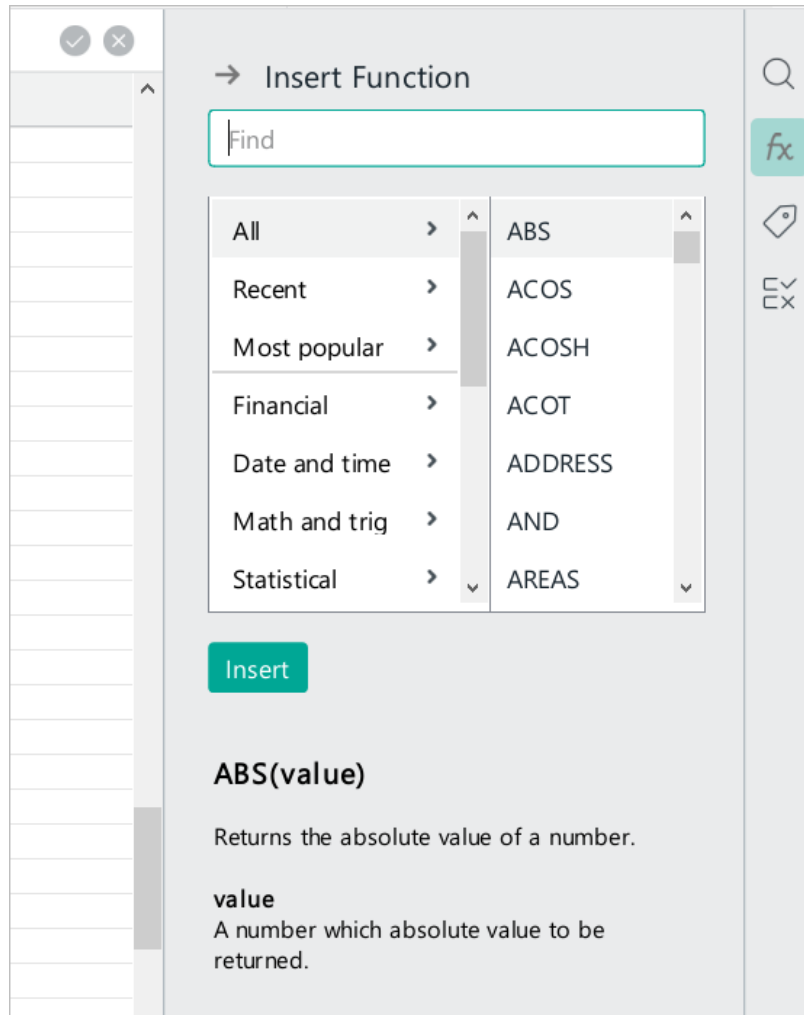 Insert Function
Find
All
Recent
Most popular
Financial
Date and time
Math and trig
Statistical
ABS
ACOS
ACOSH
ACOT
ADDRESS
AND
AREAS
fx
Insert
ABS(value)
Returns the absolute value of a number.
value
A number which absolute value to be
returned.